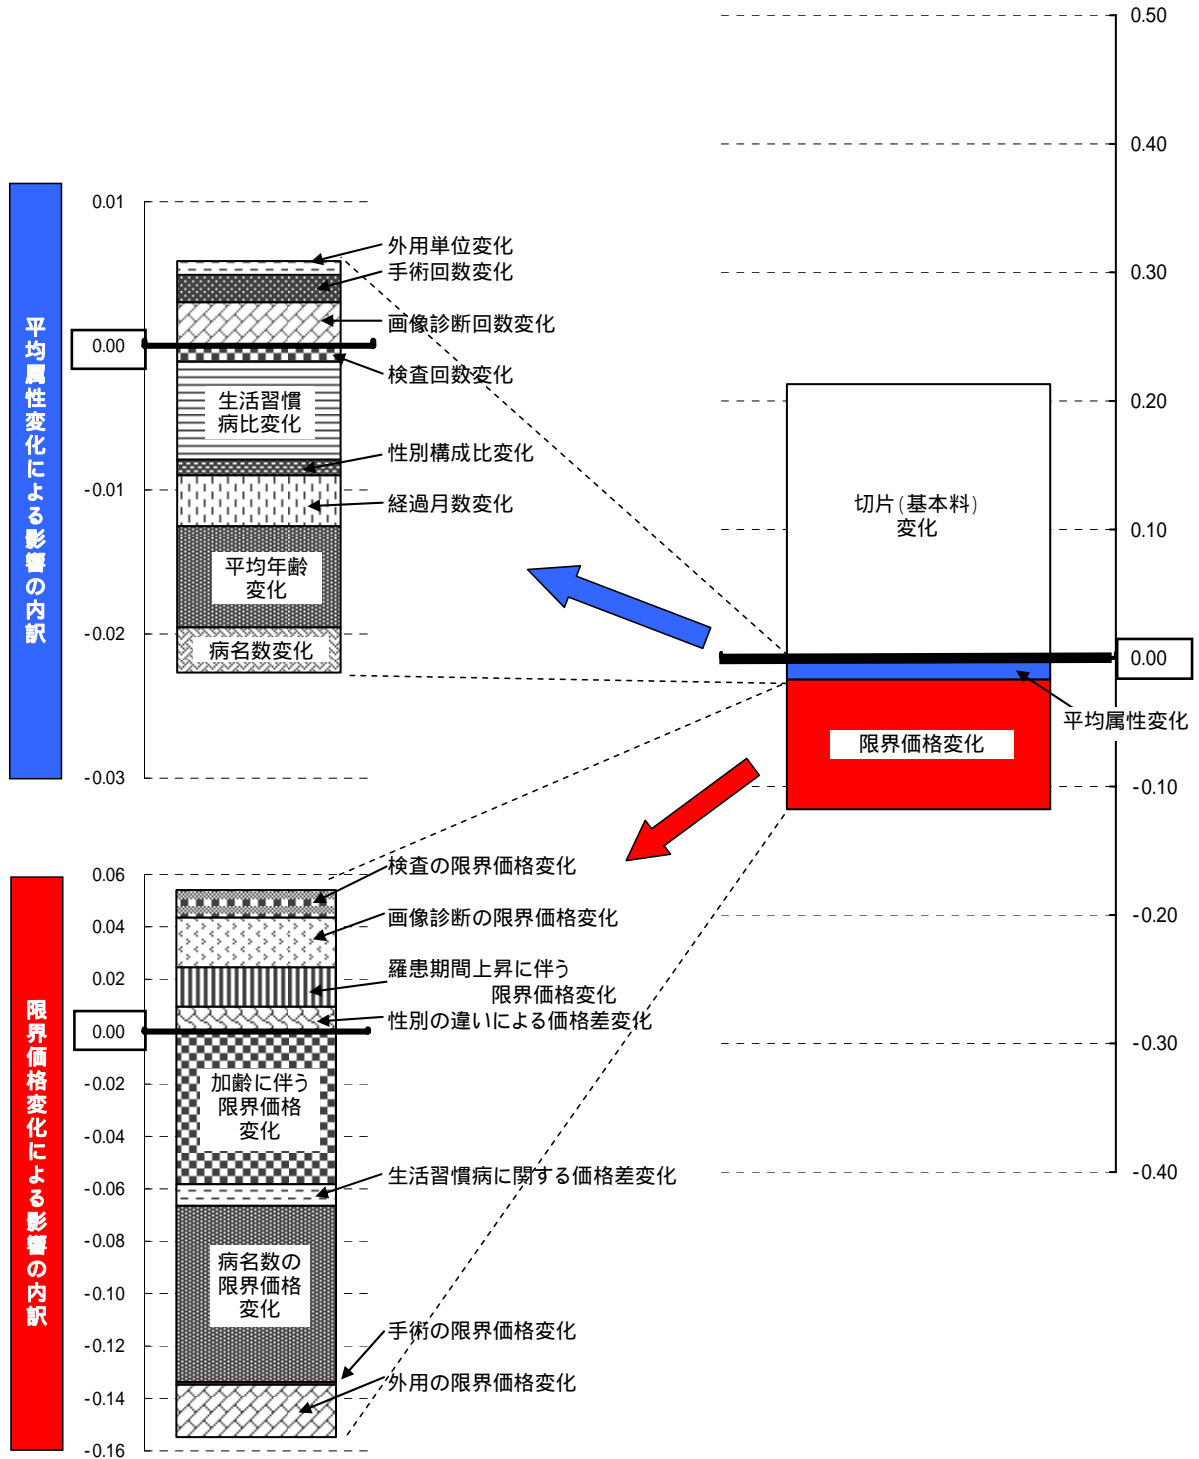 平均属性変化による影響の内訳
0.01
0.00
-0.01
-0.02
-0.03
外用単位変化
手術回数変化
画像診断回数変化
検査回数変化
生活習慣
病比変化
性別構成比変化
経過月数変化
平均年齢
変化
病名数変化
0.50
0.40
0.30
0.20
0.10
0.00
-0.10
-0.20
-0.30
-0.40
切片(基本料)
変化
平均属性変化
限界価格変化
限界価格変化による影響の内訳
0.06
0.04
0.02
0.00
-0.02
-0.04
-0.06
-0.08
-0.10
-0.12
-0.14
-0.16
検査の限界価格変化
画像診断の限界価格変化
羅患期間上昇に伴う
限界価格変化
性別の違いによる価格差変化
加齢に伴う
限界価格
変化
生活習慣病に関する価格差変化
病名数の
限界価格
変化
手術の限界価格変化
外用の限界価格変化